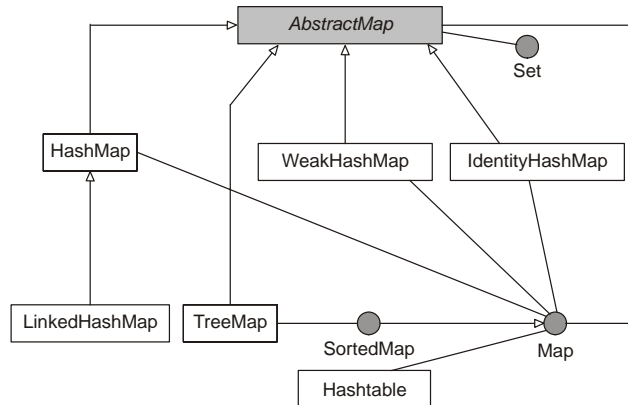 AbstractMap
Set
HashMap
WeakHashMap
IdentityHashMap
LinkedHashMap
TreeMap
SortedMap
Map
Hashtable